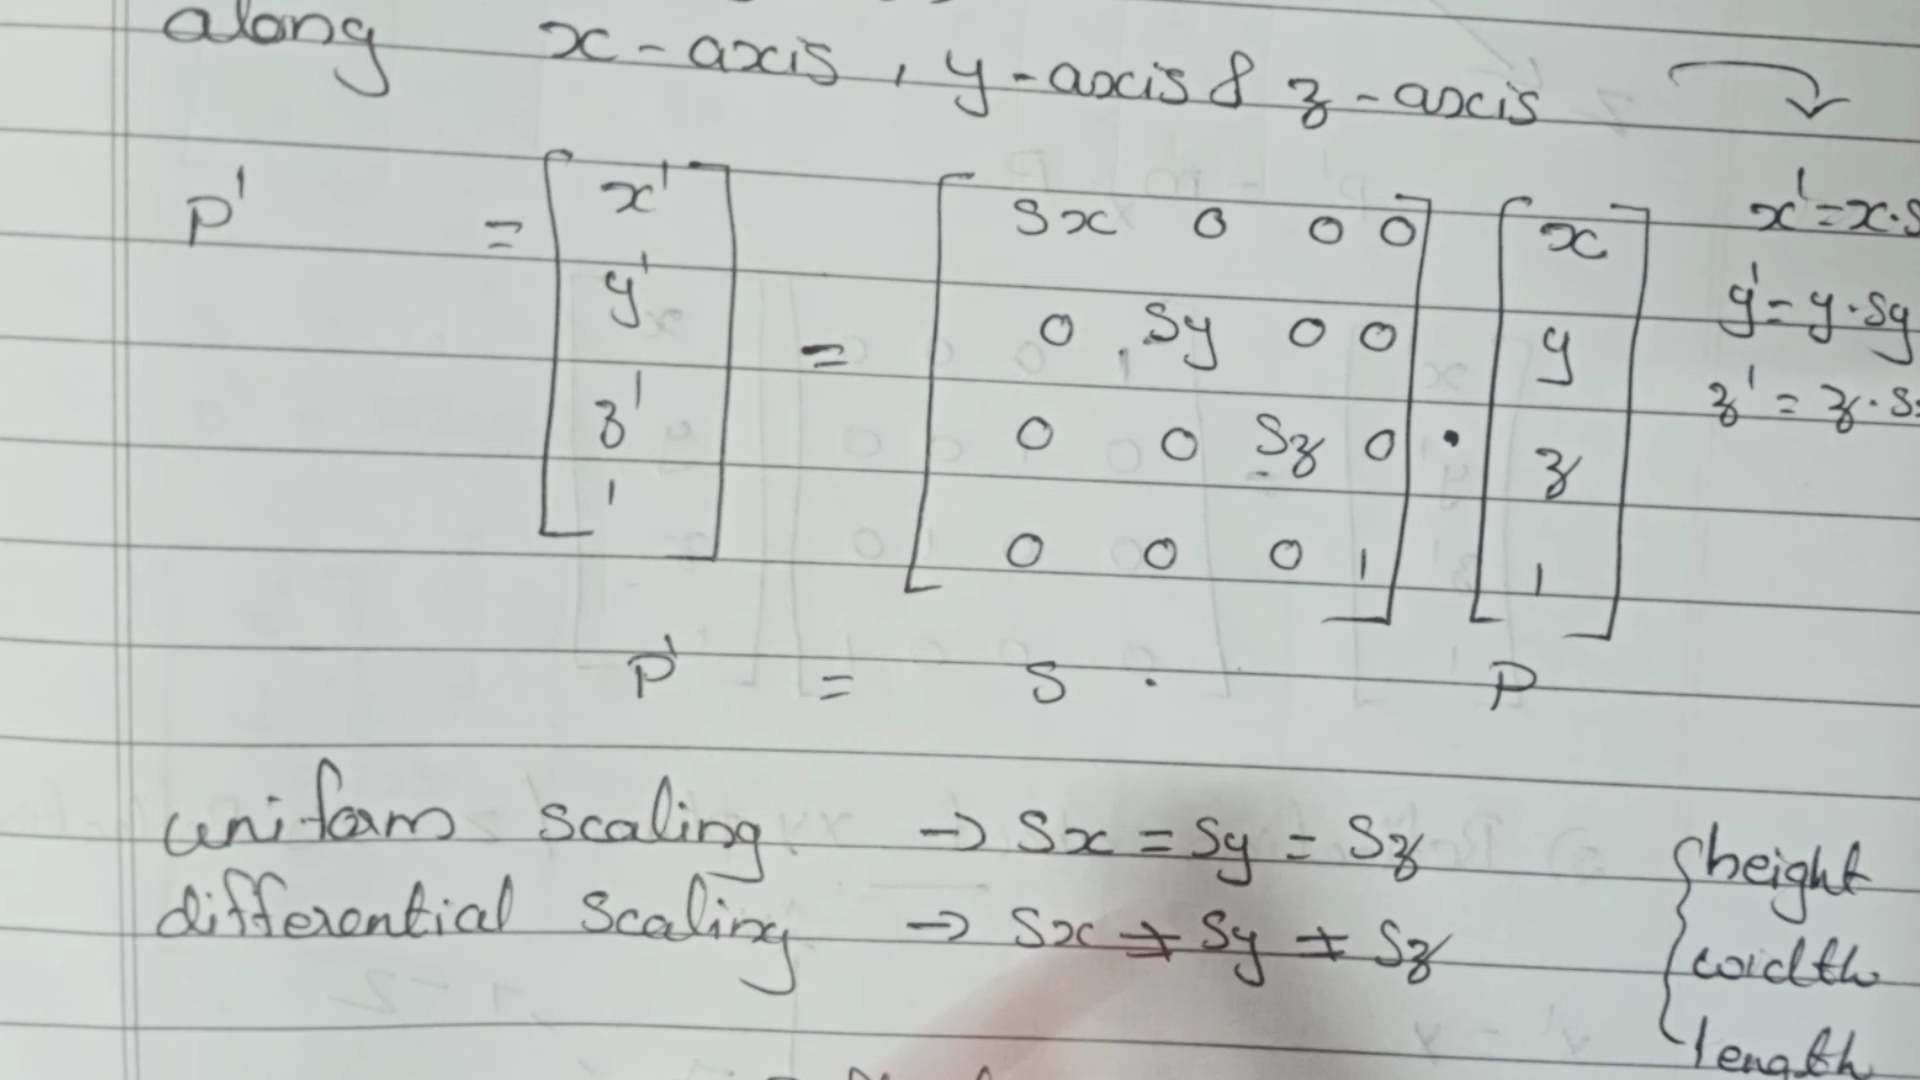 along x-axis, y-axis & z-axis
P' = [x' y' z' 1] = [Sx 0 0 0
0 Sy 0 0
0 0 Sz 0
0 0 0 1] . [x y z 1]
x' = x.S
y' = y.Sy
z' = z.S
P' = S . P
uniform scaling → Sx = Sy = Sz
differential scaling → Sx ≠ Sy ≠ Sz
{height
width
length